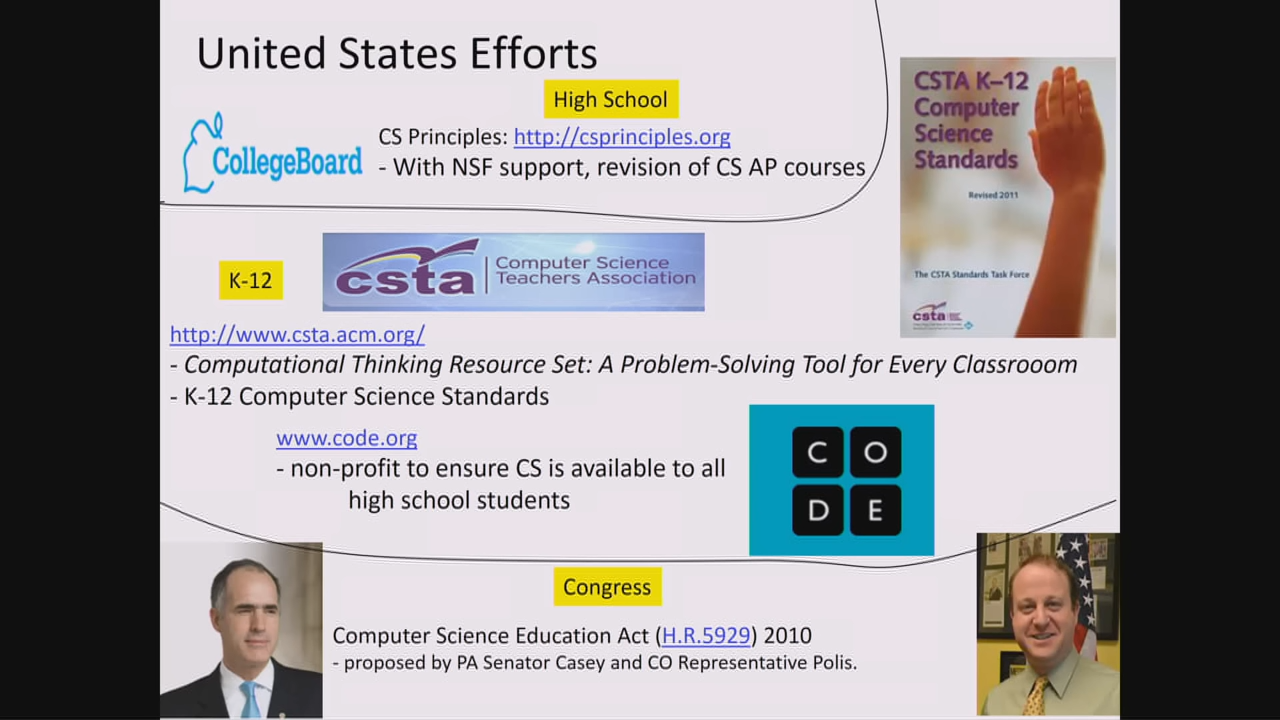 United States Efforts
High School
CollegeBoard
CS Principles: http://csprinciples.org
- With NSF support, revision of CS AP courses
CSTA K–12
Computer
Science
Standards
Revised 2011
The CSTA Standards Task Force
csta
K-12
csta
Computer Science
Teachers Association
http://www.csta.acm.org/
- Computational Thinking Resource Set: A Problem-Solving Tool for Every Classrooom
- K-12 Computer Science Standards
www.code.org
- non-profit to ensure CS is available to all
high school students
C O
D E
Congress
Computer Science Education Act (H.R.5929) 2010
- proposed by PA Senator Casey and CO Representative Polis.